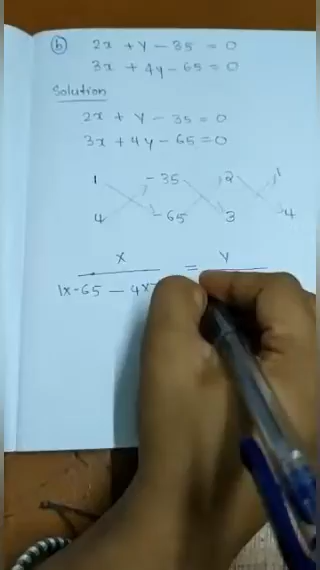 (b) 2x + y - 35 = 0
3x + 4y - 65 = 0
Solution
2x + y - 35 = 0
3x + 4y - 65 = 0
1 -35 2 1
4 -65 3 4
x = y
1x-65 - 4x